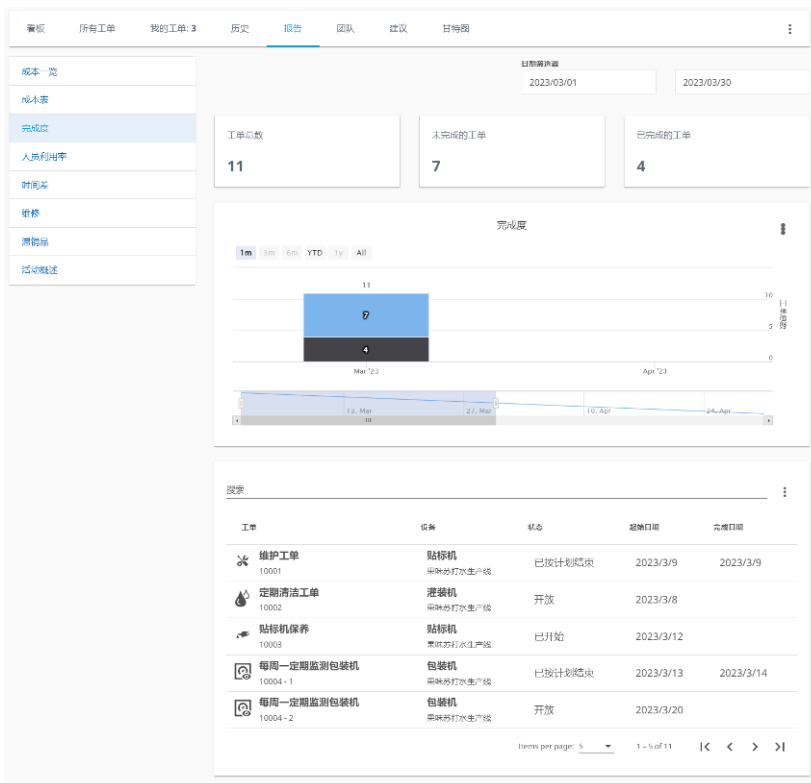 看板 所有工单 我的工单: 3 历史 报告 团队 建议 甘特图
成本一览
成本表
完成度
人员利用率
时间差
维修
滞销品
活动概述
日期筛选器
2023/03/01 2023/03/30
工单总数 未完成的工单 已完成的工单
11 7 4
完成度
1m 3m 6m YTD 1y All
11
7
4
10
5
0
工单总数
Mar '23 Apr '23
13. Mar 27. Mar 10. Apr 24. Apr
搜索
工单 设备 状态 起始日期 完成日期
维护工单 贴标机 已按计划结束 2023/3/9 2023/3/9
10001 果味苏打水生产线
定期清洁工单 灌装机 开放 2023/3/8
10002 果味苏打水生产线
贴标机保养 贴标机 已开始 2023/3/12
10003 果味苏打水生产线
每周一定期监测包装机 包装机 已按计划结束 2023/3/13 2023/3/14
10004 - 1 果味苏打水生产线
每周一定期监测包装机 包装机 开放 2023/3/20
10004 - 2 果味苏打水生产线
Items per page: 5 1 – 5 of 11